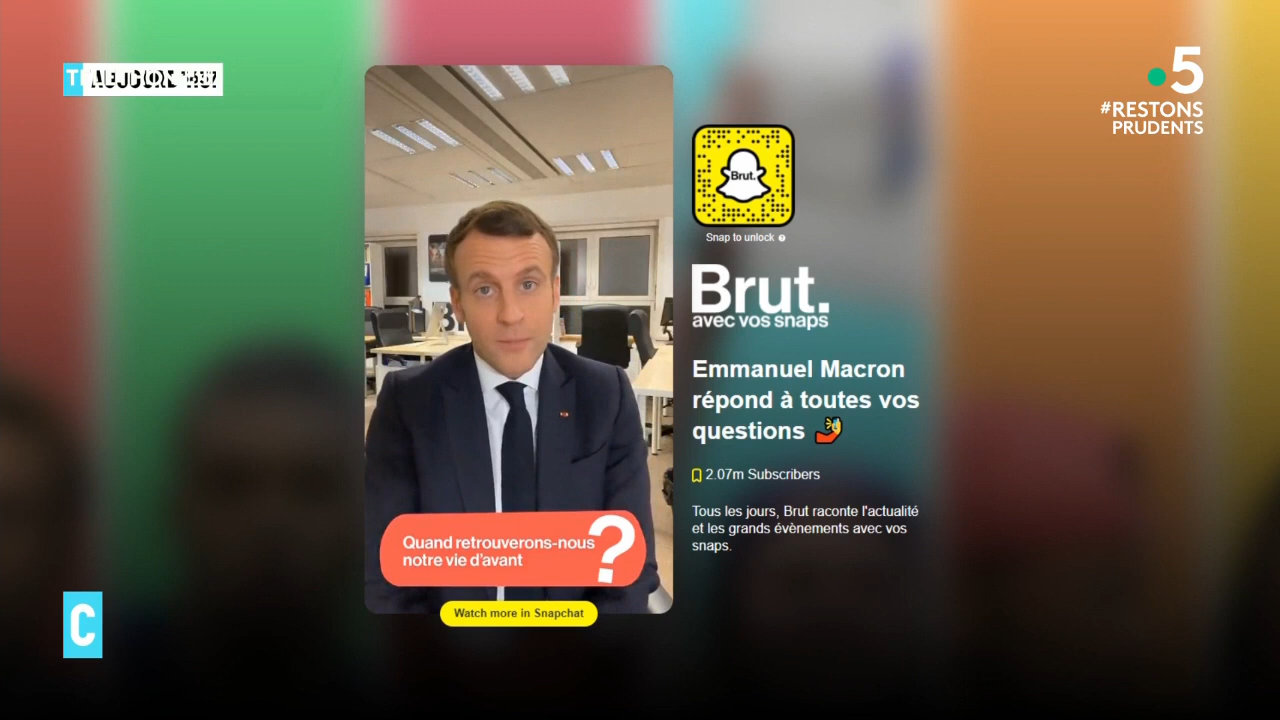 5
#RESTONS
PRUDENTS
Brut.
Snap to unlock
Brut.
avec vos snaps
Emmanuel Macron
répond à toutes vos
questions
2.07m Subscribers
Tous les jours, Brut raconte l'actualité
et les grands évènements avec vos
snaps.
Quand retrouverons-nous
notre vie d'avant ?
Watch more in Snapchat
C